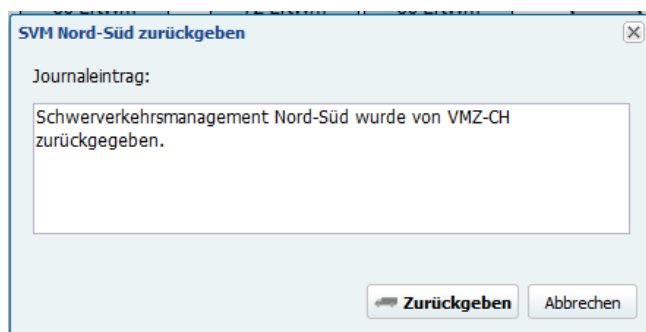 SVM Nord-Süd zurückgeben
Journaleintrag:
Schwerverkehrsmanagement Nord-Süd wurde von VMZ-CH
zurückgegeben.
Zurückgeben Abbrechen